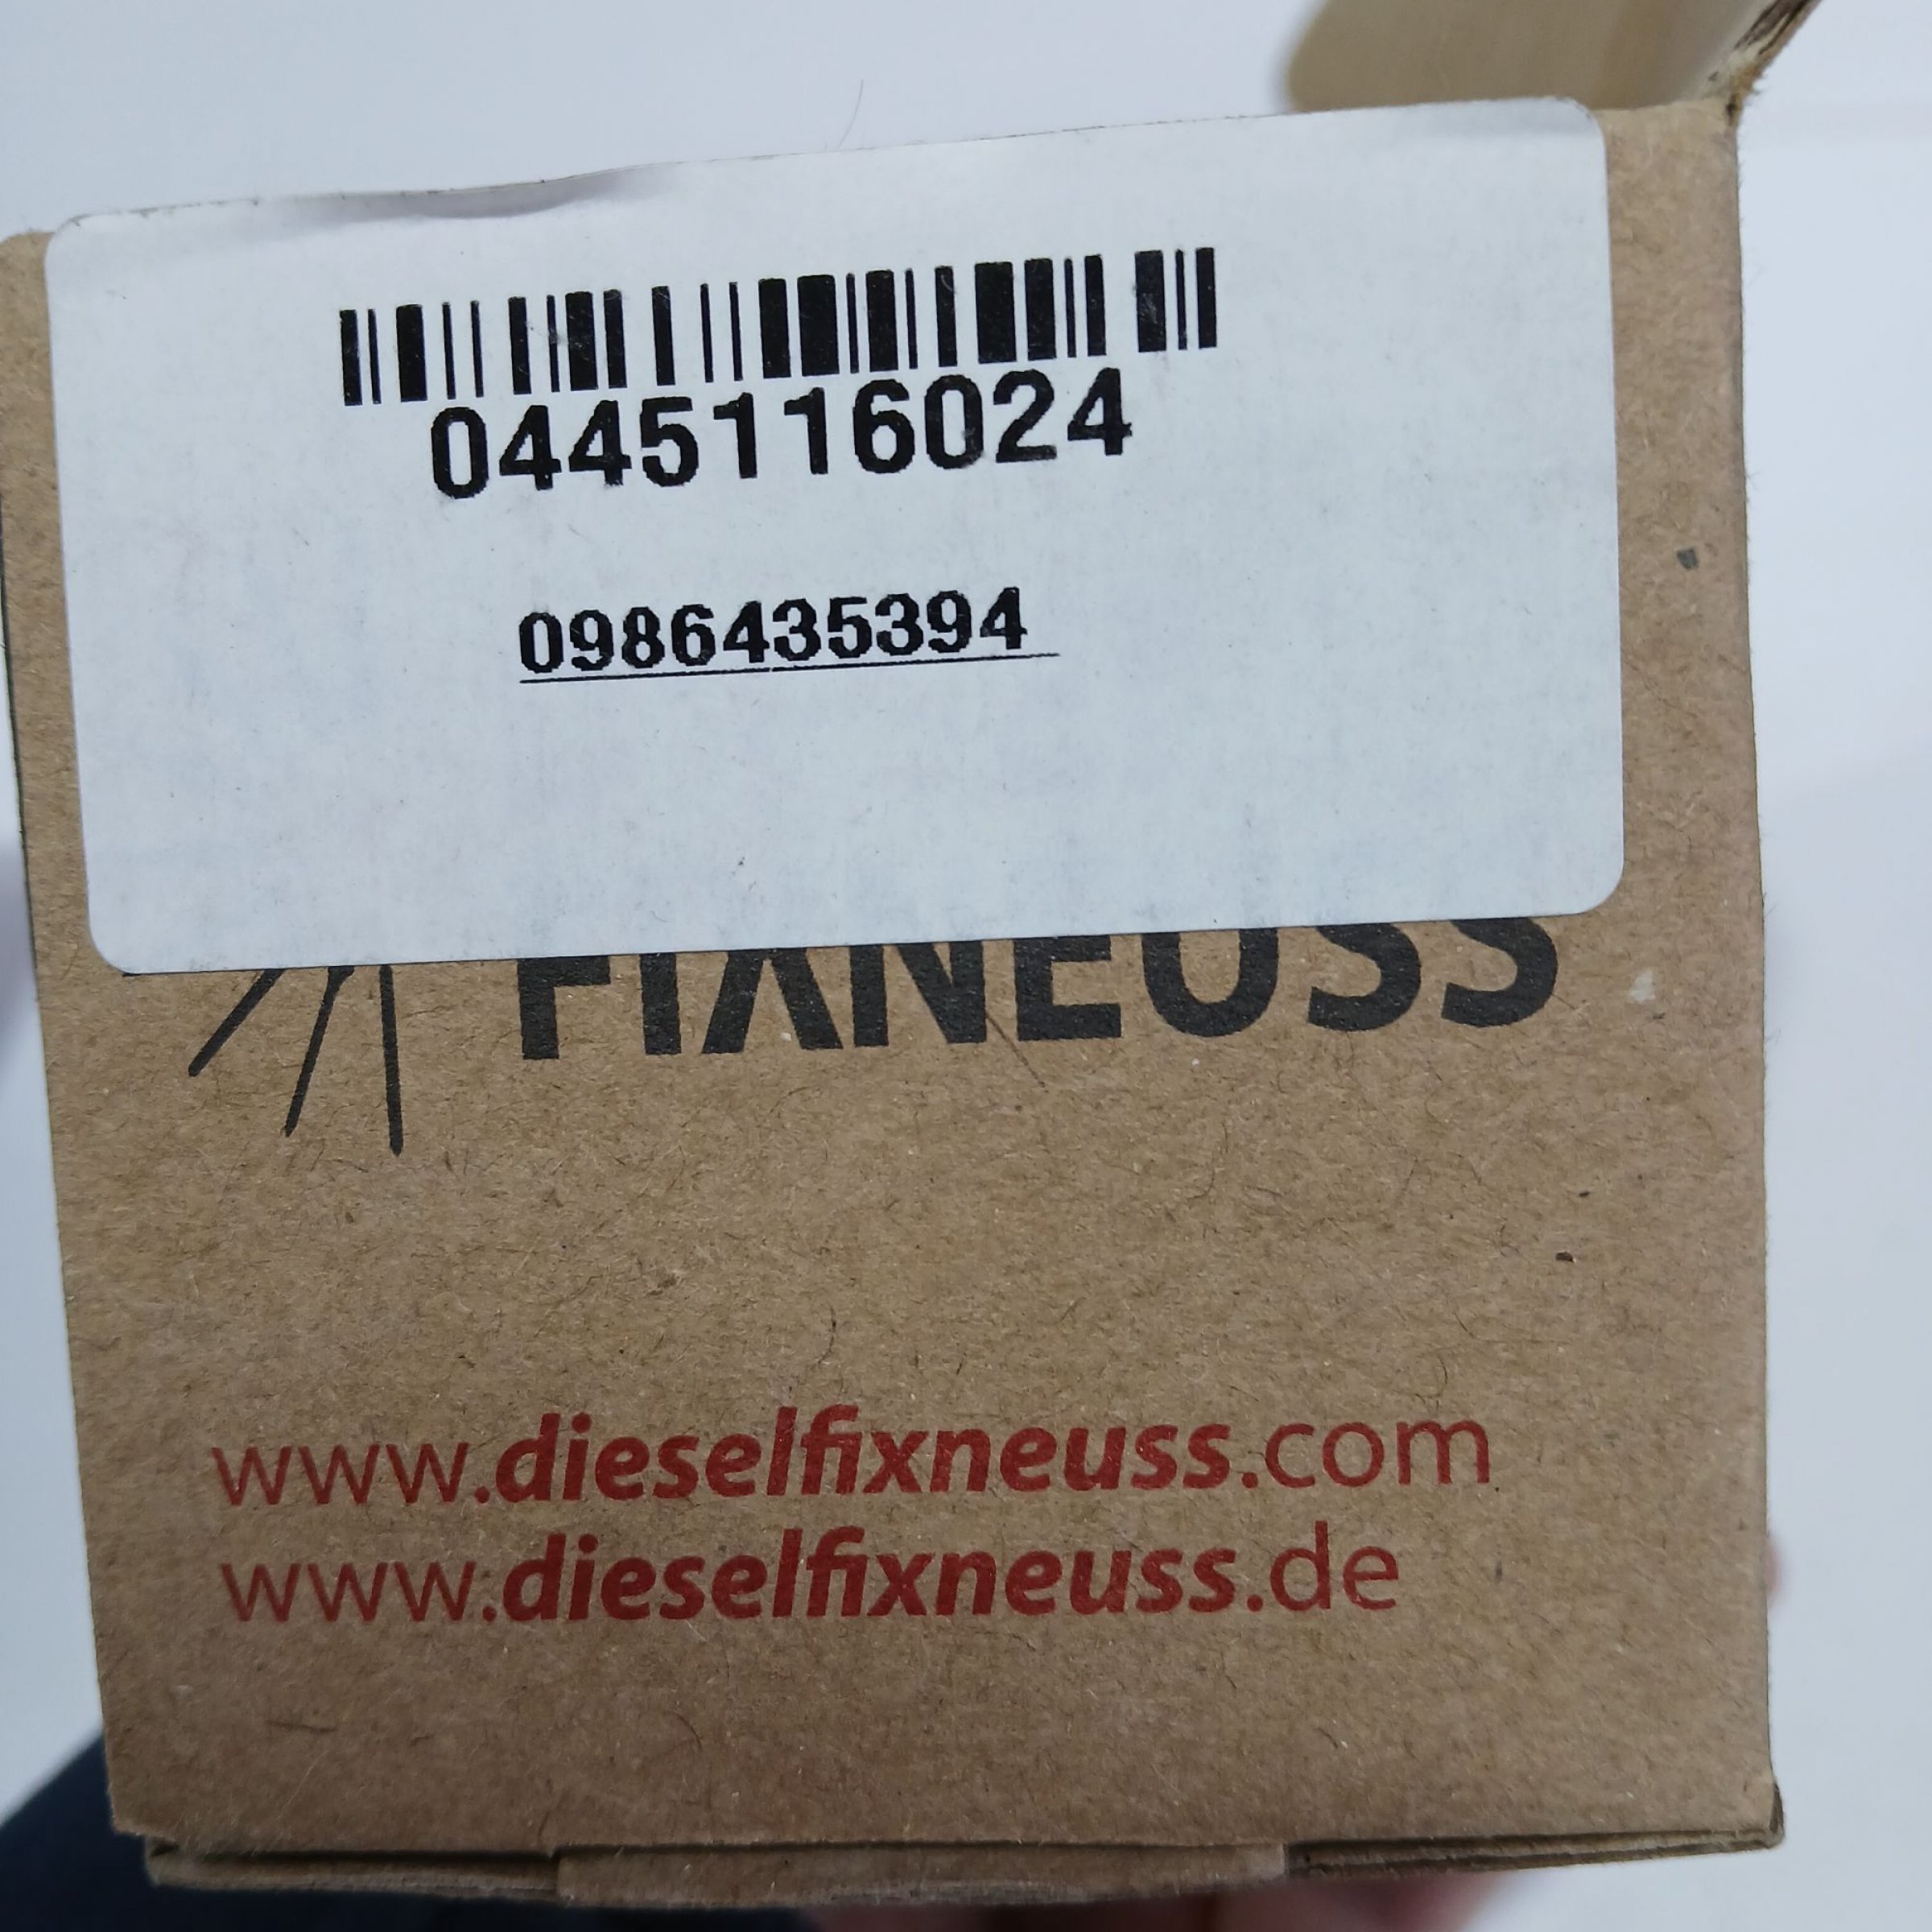 0445116024
0986435394
FIXNEUSS
www.dieselfixneuss.com
www.dieselfixneuss.de